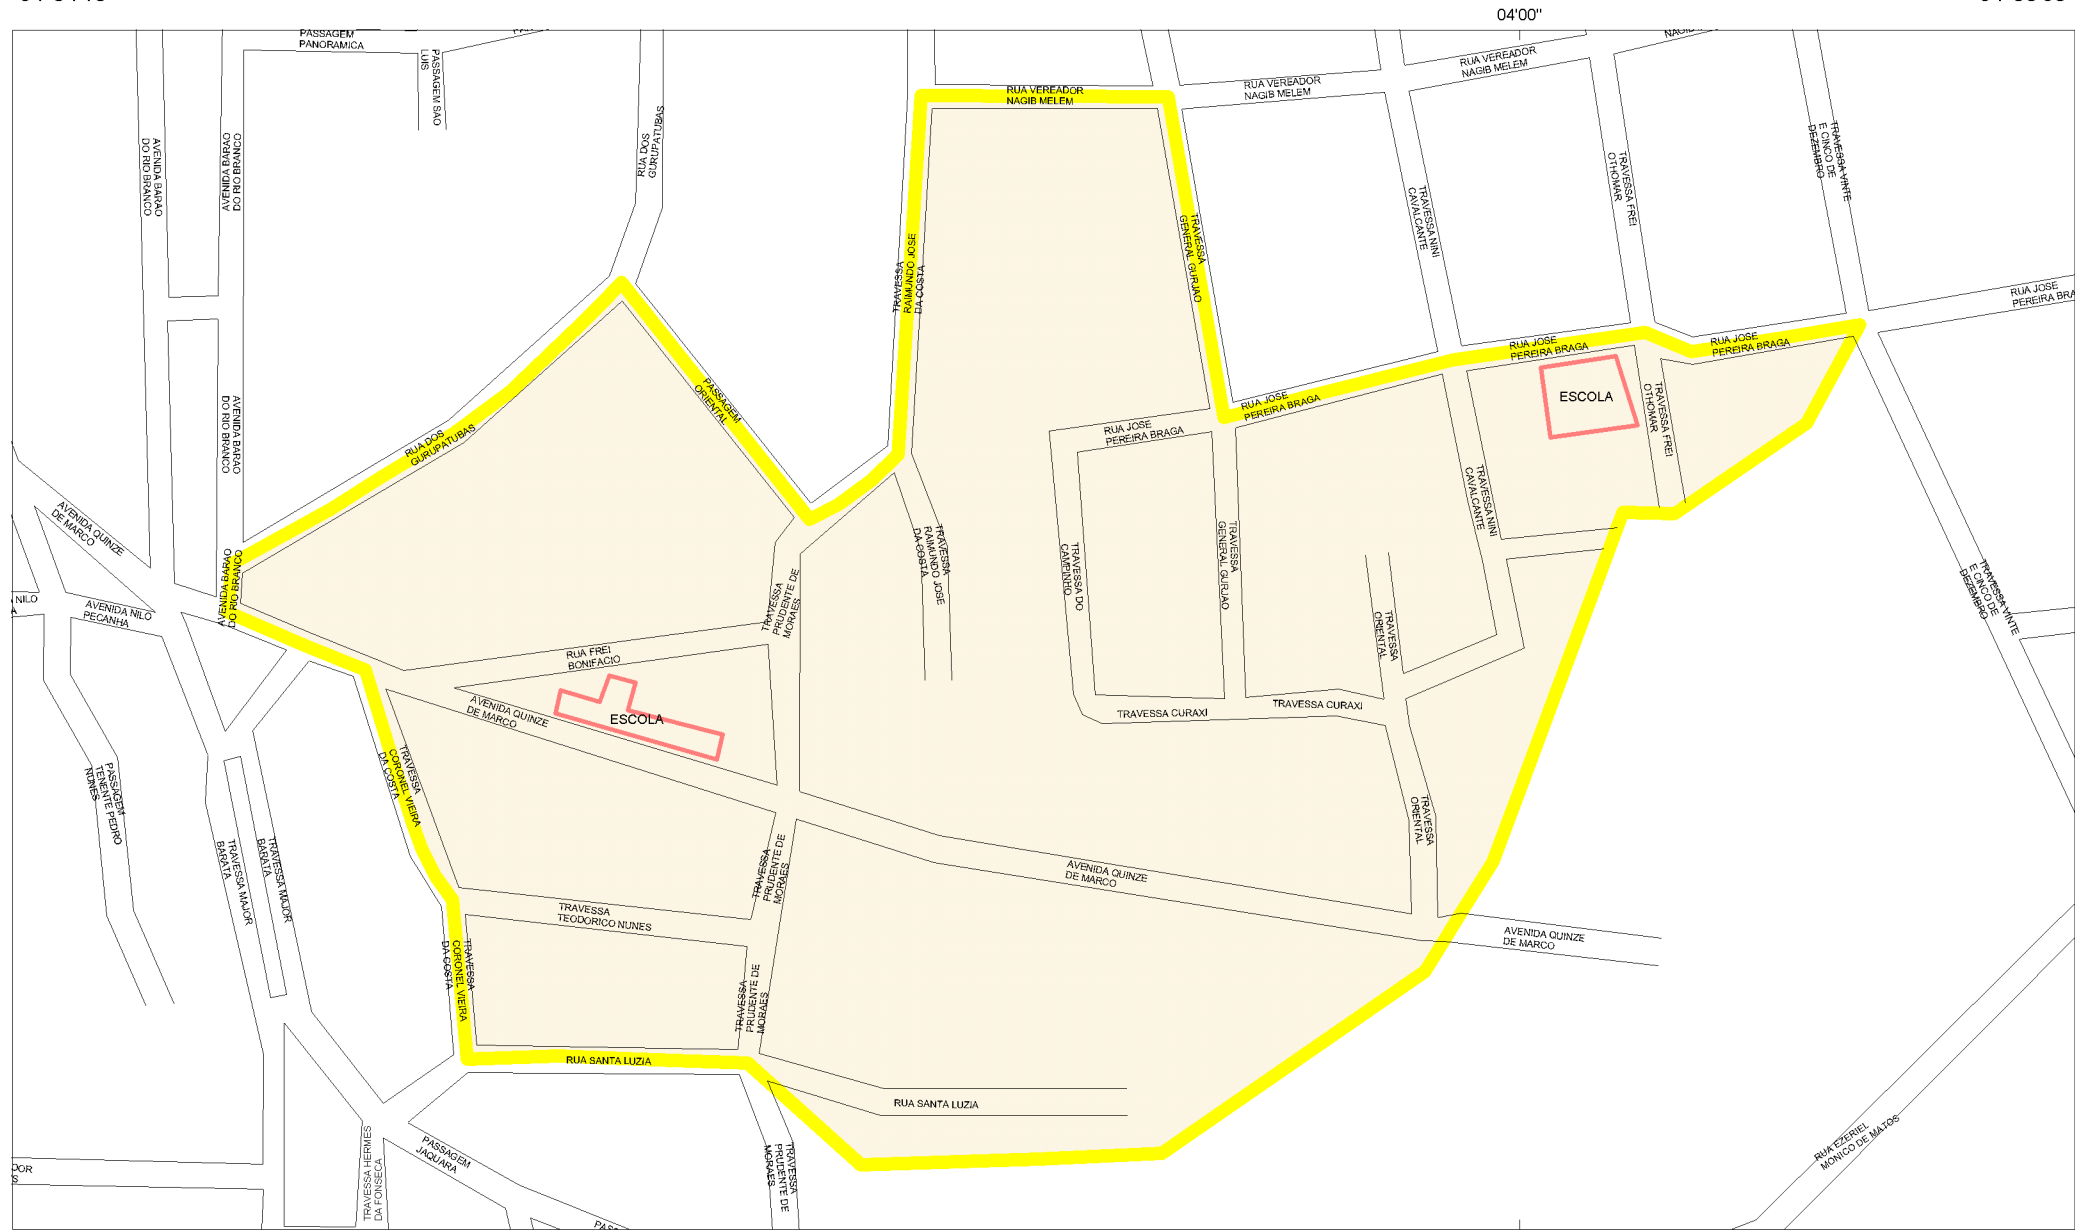 04'00"
PASSAGEM
PANORAMICA
PASSAGEM SAO
LUIS
RUA VEREADOR
NAGIB MELEM
RUA VEREADOR
NAGIB MELEM
RUA VEREADOR
NAGIB MELEM
AVENIDA BARAO
DO RIO BRANCO
AVENIDA BARAO
DO RIO BRANCO
RUA DOS
GURUPATUBAS
TRAVESSA
RAIMUNDO JOSE
DA COSTA
TRAVESSA
GENERAL GURJAO
TRAVESSA NINI
CAVALCANTE
TRAVESSA FREI
OTHOMAR
TRAVESSA VINTE
E CINCO DE
DEZEMBRO
RUA JOSE
PEREIRA BRA
RUA JOSE
PEREIRA BRAGA
RUA JOSE
PEREIRA BRAGA
RUA JOSE
PEREIRA BRAGA
RUA JOSE
PEREIRA BRAGA
ESCOLA
TRAVESSA FREI
OTHOMAR
PASSAGEM
ORIENTAL
AVENIDA BARAO
DO RIO BRANCO
RUA DOS
GURUPATUBAS
AVENIDA QUINZE
DE MARCO
AVENIDA BARAO
DO RIO BRANCO
NILO
A
AVENIDA NILO
PECANHA
TRAVESSA
PRUDENTE DE
MORAES
TRAVESSA
RAIMUNDO JOSE
DA COSTA
TRAVESSA DO
CAMPINHO
TRAVESSA
GENERAL GURJAO
TRAVESSA NINI
CAVALCANTE
TRAVESSA
ORIENTAL
TRAVESSA VINTE
E CINCO DE
DEZEMBRO
RUA FREI
BONIFACIO
AVENIDA QUINZE
DE MARCO
ESCOLA
TRAVESSA CURAXI
TRAVESSA CURAXI
TRAVESSA
CORONEL VIEIRA
DA COSTA
PASSAGEM
TENENTE PEDRO
NUNES
TRAVESSA MAJOR
BARATA
TRAVESSA MAJOR
BARATA
TRAVESSA
PRUDENTE DE
MORAES
TRAVESSA
ORIENTAL
AVENIDA QUINZE
DE MARCO
TRAVESSA
TEODORICO NUNES
AVENIDA QUINZE
DE MARCO
TRAVESSA
CORONEL VIEIRA
DA COSTA
TRAVESSA
PRUDENTE DE
MORAES
RUA SANTA LUZIA
RUA SANTA LUZIA
TRAVESSA HERMES
DA FONSECA
PASSAGEM
JAQUARA
TRAVESSA
PRUDENTE DE
MORAES
RUA EZERIEL
MONICO DE MATOS
DOR
S